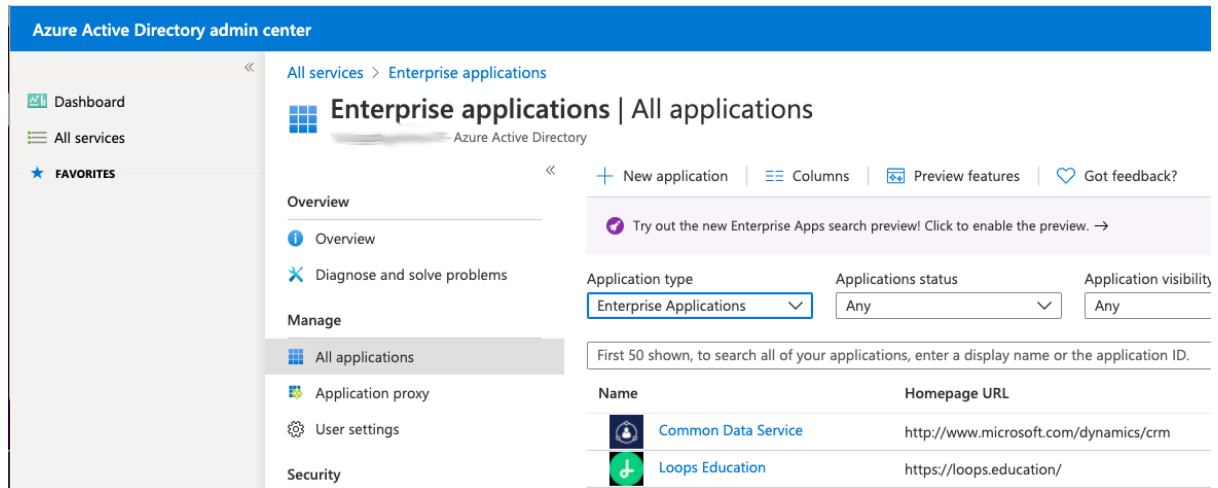 Azure Active Directory admin center
«
Dashboard
All services
FAVORITES
All services > Enterprise applications
Enterprise applications | All applications
Azure Active Directory
«
Overview
Overview
Diagnose and solve problems
Manage
All applications
Application proxy
User settings
Security
+ New application
Columns
Preview features
Got feedback?
Try out the new Enterprise Apps search preview! Click to enable the preview. →
Application type
Applications status
Application visibility
Enterprise Applications
Any
Any
First 50 shown, to search all of your applications, enter a display name or the application ID.
Name
Homepage URL
Common Data Service
http://www.microsoft.com/dynamics/crm
Loops Education
https://loops.education/